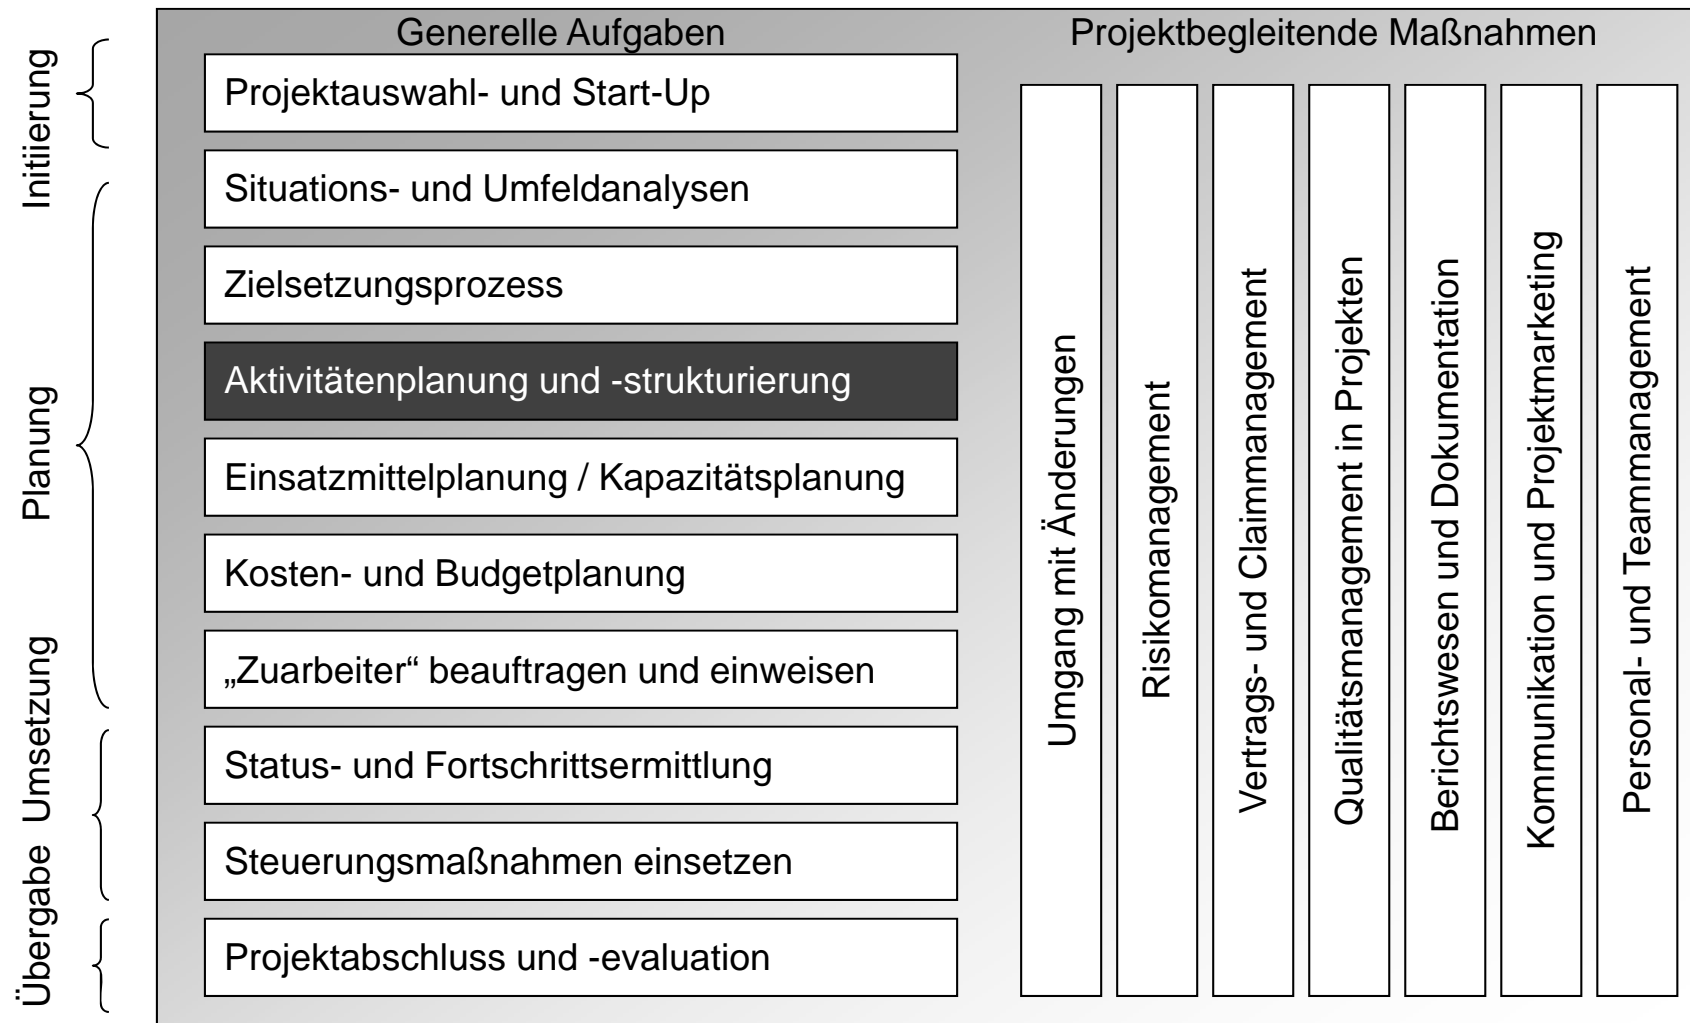 Generelle Aufgaben
Projektbegleitende Maßnahmen
Initiierung
Planung
Umsetzung
Übergabe
Projektauswahl- und Start-Up
Situations- und Umfeldanalysen
Zielsetzungsprozess
Aktivitätenplanung und -strukturierung
Einsatzmittelplanung / Kapazitätsplanung
Kosten- und Budgetplanung
„Zuarbeiter“ beauftragen und einweisen
Status- und Fortschrittsermittlung
Steuerungsmaßnahmen einsetzen
Projektabschluss und -evaluation
Umgang mit Änderungen
Risikomanagement
Vertrags- und Claimmanagement
Qualitätsmanagement in Projekten
Berichtswesen und Dokumentation
Kommunikation und Projektmarketing
Personal- und Teammanagement